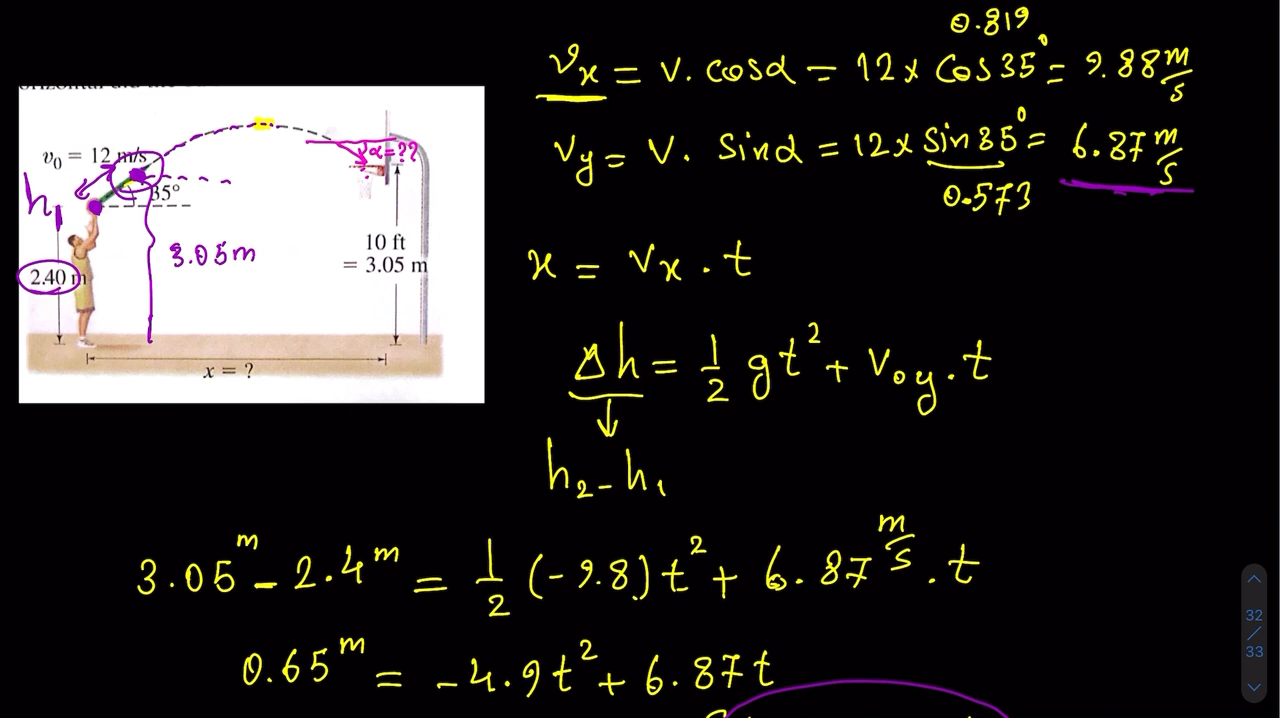 0.819
vx = v. cosα = 12 x Cos 35° = 9.88 m/s
vy = v. Sinα = 12 x Sin 35° = 6.87 m/s
0.573
v0 = 12 m/s
α=??
h1
35°
3.05m
10 ft
= 3.05 m
2.40 m
x = ?
x = vx . t
Δh = 1/2 gt² + v0y . t
h2 - h1
3.05m - 2.4m = 1/2 (-9.8) t² + 6.87 m/s . t
0.65m = -4.9t² + 6.87t
32
/
33